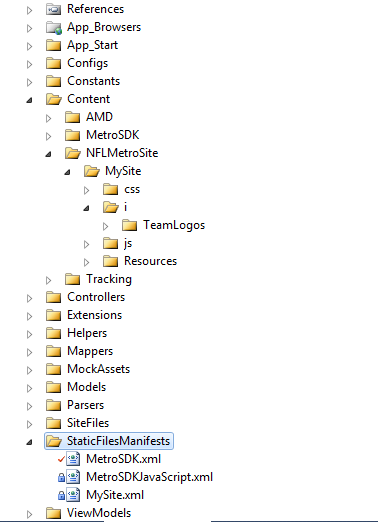 References
App_Browsers
App_Start
Configs
Constants
Content
AMD
MetroSDK
NFLMetroSite
MySite
css
i
TeamLogos
js
Resources
Tracking
Controllers
Extensions
Helpers
Mappers
MockAssets
Models
Parsers
SiteFiles
StaticFilesManifests
MetroSDK.xml
MetroSDKJavaScript.xml
MySite.xml
ViewModels